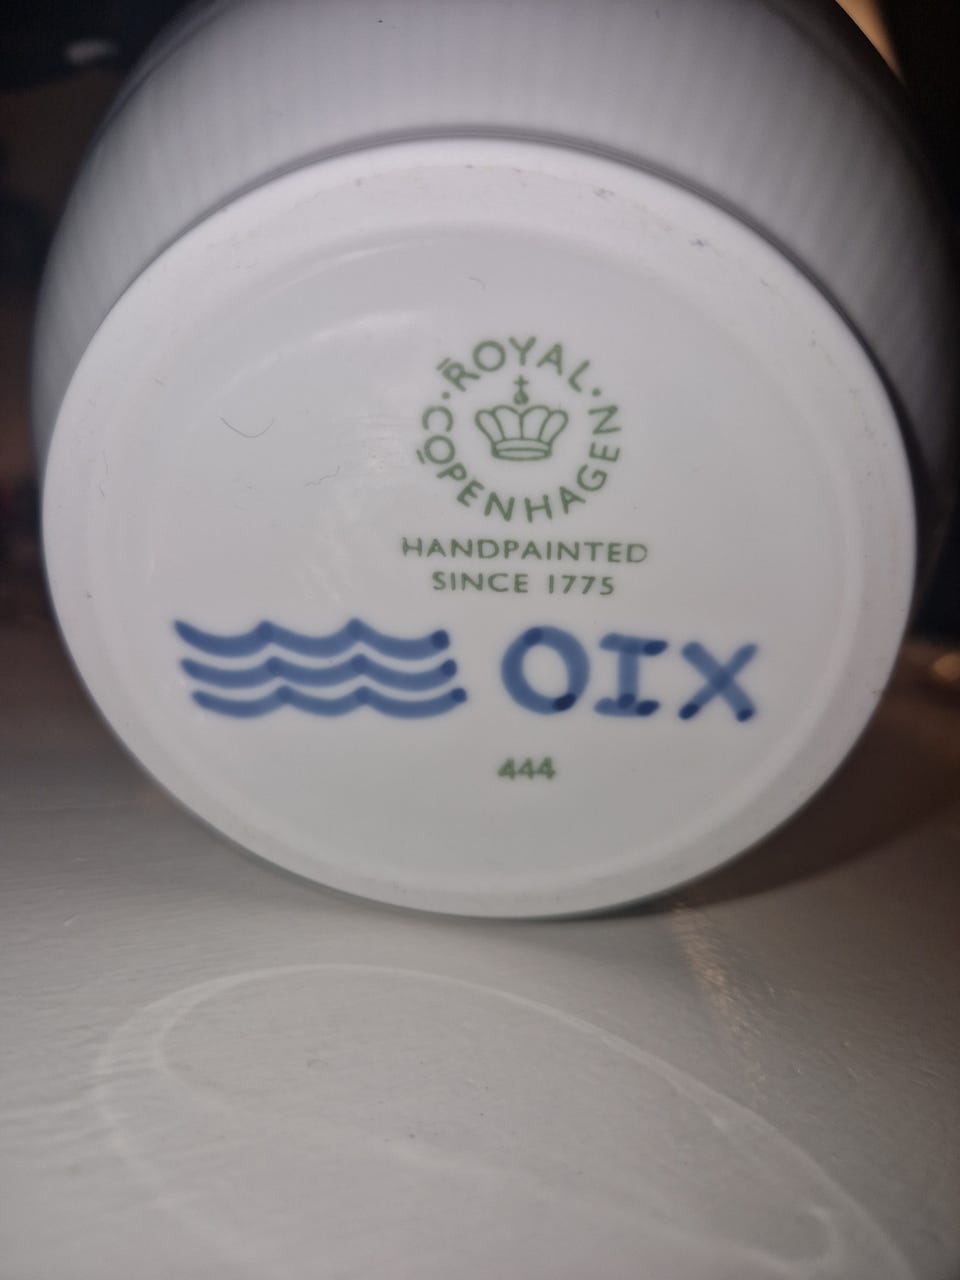 ROYAL · COPENHAGEN ·
HANDPAINTED
SINCE 1775
OIX
444